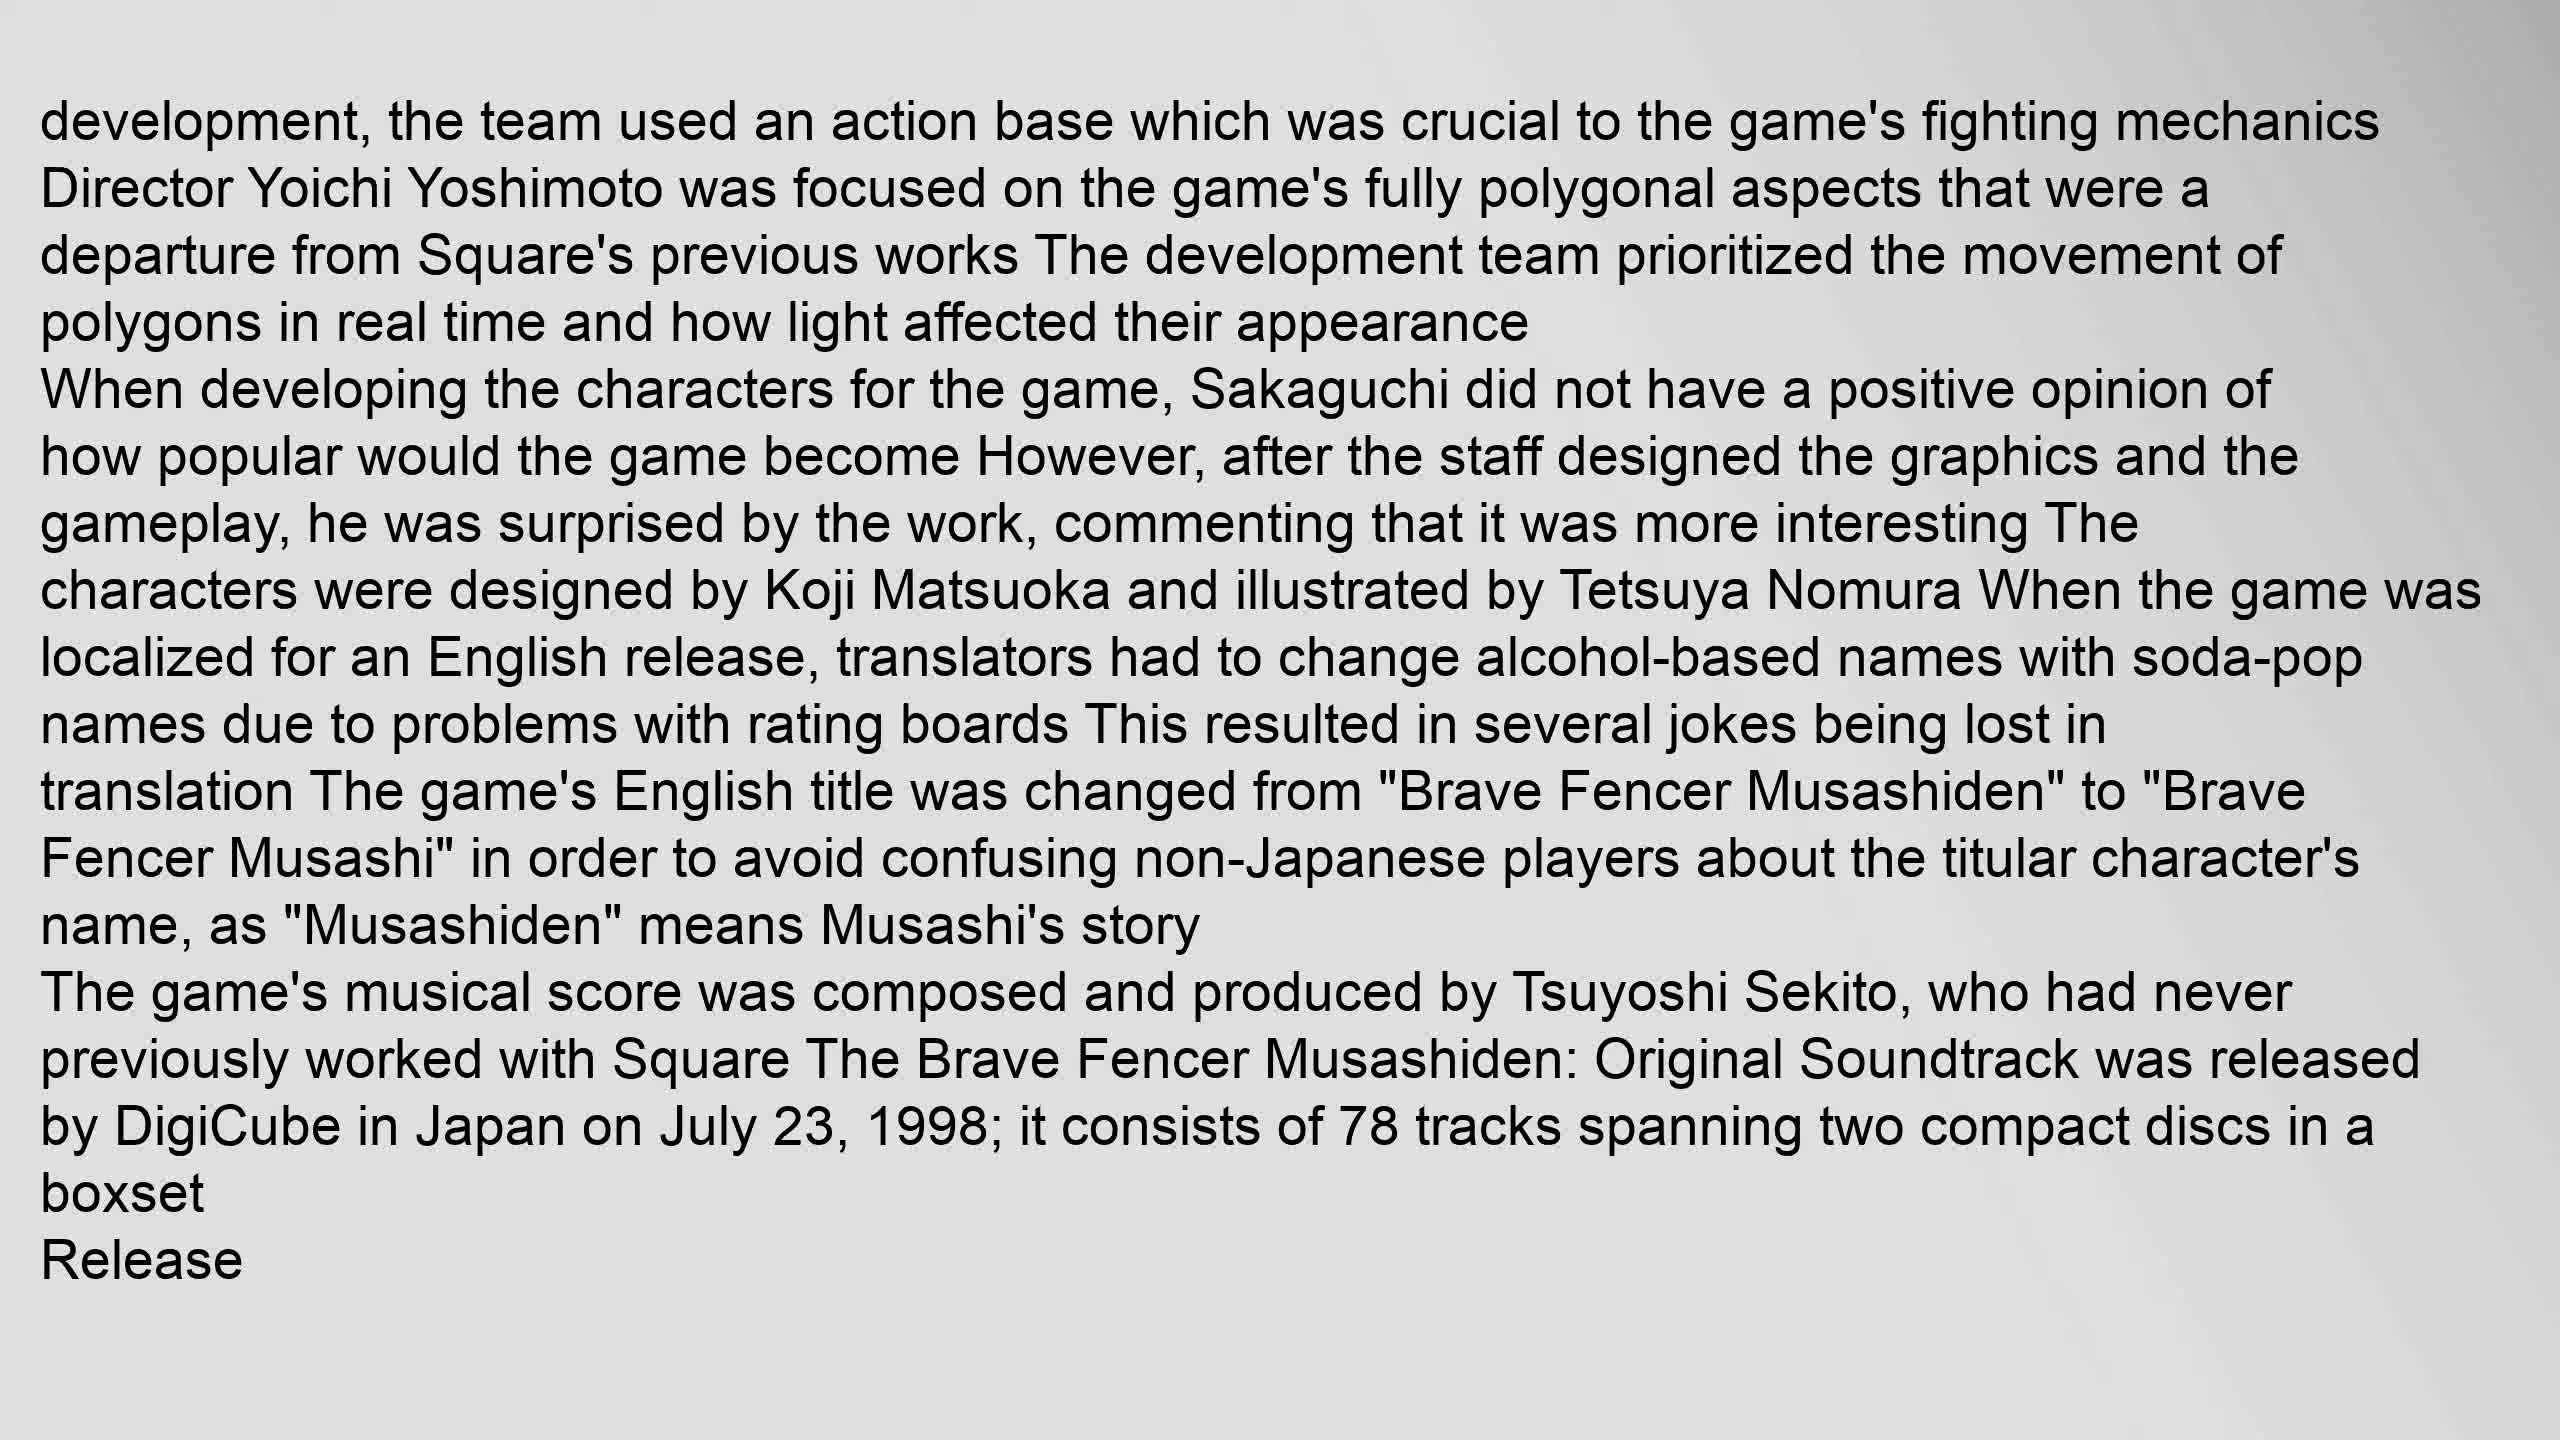 development, the team used an action base which was crucial to the game's fighting mechanics
Director Yoichi Yoshimoto was focused on the game's fully polygonal aspects that were a
departure from Square's previous works The development team prioritized the movement of
polygons in real time and how light affected their appearance
When developing the characters for the game, Sakaguchi did not have a positive opinion of
how popular would the game become However, after the staff designed the graphics and the
gameplay, he was surprised by the work, commenting that it was more interesting The
characters were designed by Koji Matsuoka and illustrated by Tetsuya Nomura When the game was
localized for an English release, translators had to change alcohol-based names with soda-pop
names due to problems with rating boards This resulted in several jokes being lost in
translation The game's English title was changed from "Brave Fencer Musashiden" to "Brave
Fencer Musashi" in order to avoid confusing non-Japanese players about the titular character's
name, as "Musashiden" means Musashi's story
The game's musical score was composed and produced by Tsuyoshi Sekito, who had never
previously worked with Square The Brave Fencer Musashiden: Original Soundtrack was released
by DigiCube in Japan on July 23, 1998; it consists of 78 tracks spanning two compact discs in a
boxset
Release